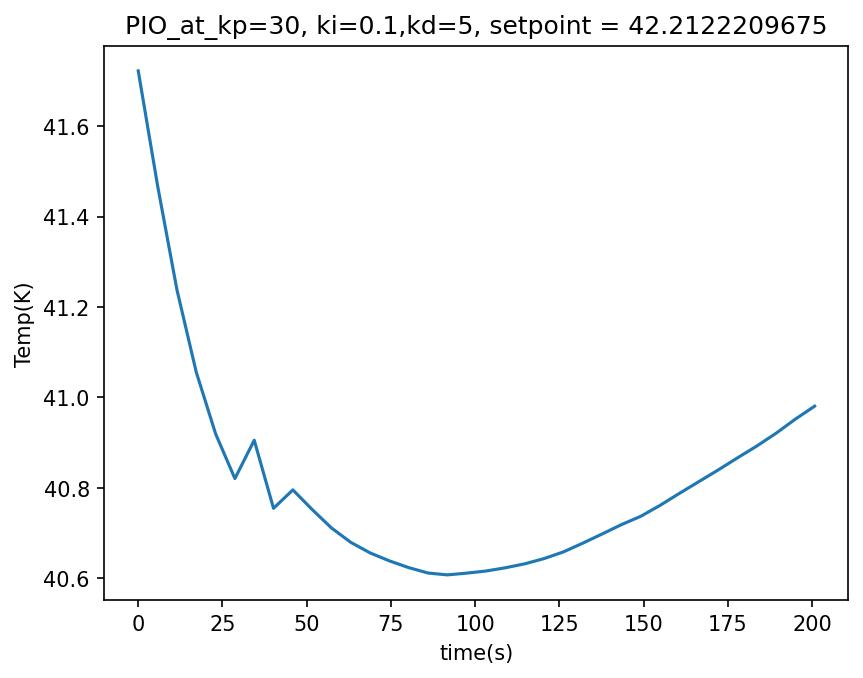 PIO_at_kp=30, ki=0.1,kd=5, setpoint = 42.2122209675
Temp(K)
41.6
41.4
41.2
41.0
40.8
40.6
0 25 50 75 100 125 150 175 200
time(s)